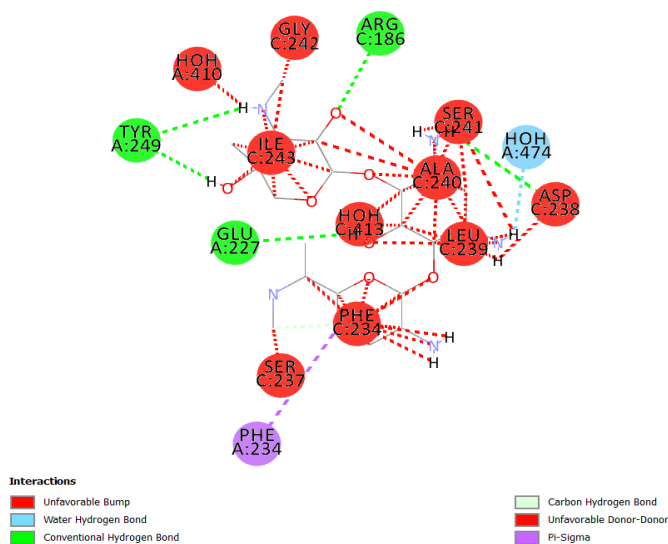 GLY
C:242
ARG
C:186
HOH
A:410
H
N
O
TYR
A:249
ILE
C:243
SER
C:241
H
H
N
HOH
A:474
ALA
C:240
O
H
O
O
ASP
C:238
HOH
C:413
H
O
LEU
C:239
N
H
H
GLU
A:227
O
O
N
PHE
C:234
H
N
H
SER
C:237
PHE
A:234
Interactions
Unfavorable Bump
Water Hydrogen Bond
Conventional Hydrogen Bond
Carbon Hydrogen Bond
Unfavorable Donor-Donor
Pi-Sigma